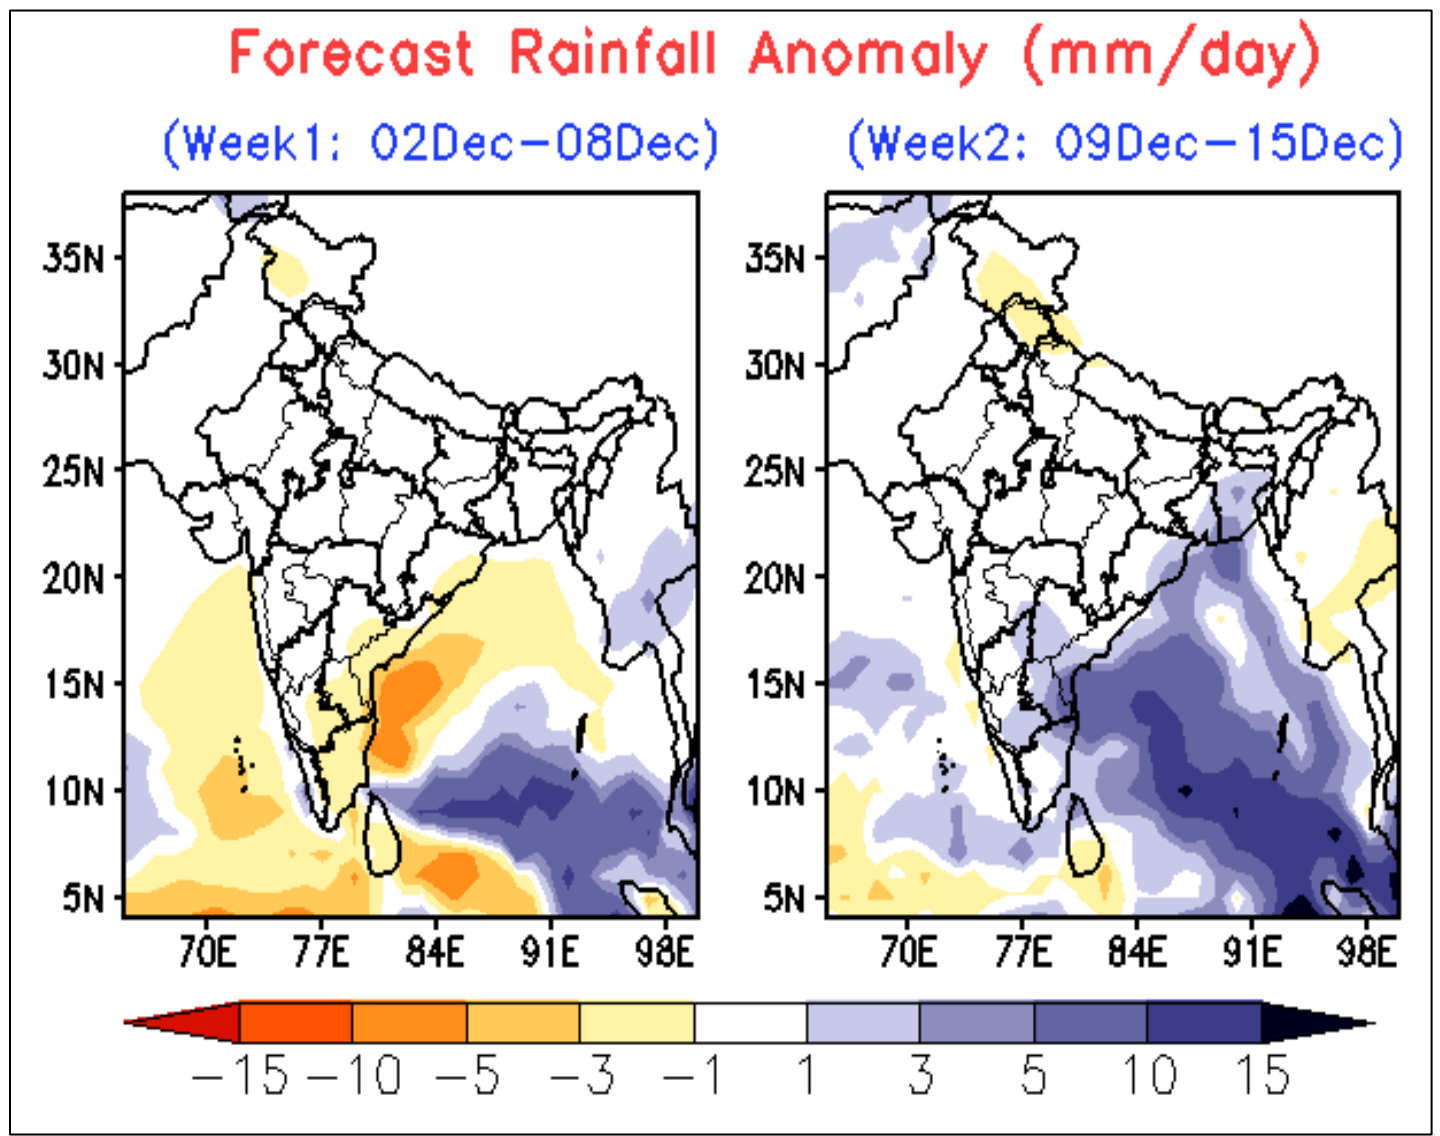 Forecast Rainfall Anomaly (mm/day)
(Week1: 02Dec-08Dec) (Week2: 09Dec-15Dec)
35N 35N
30N 30N
25N 25N
20N 20N
15N 15N
10N 10N
5N 5N
70E 77E 84E 91E 98E 70E 77E 84E 91E 98E
-15 -10 -5 -3 -1 1 3 5 10 15